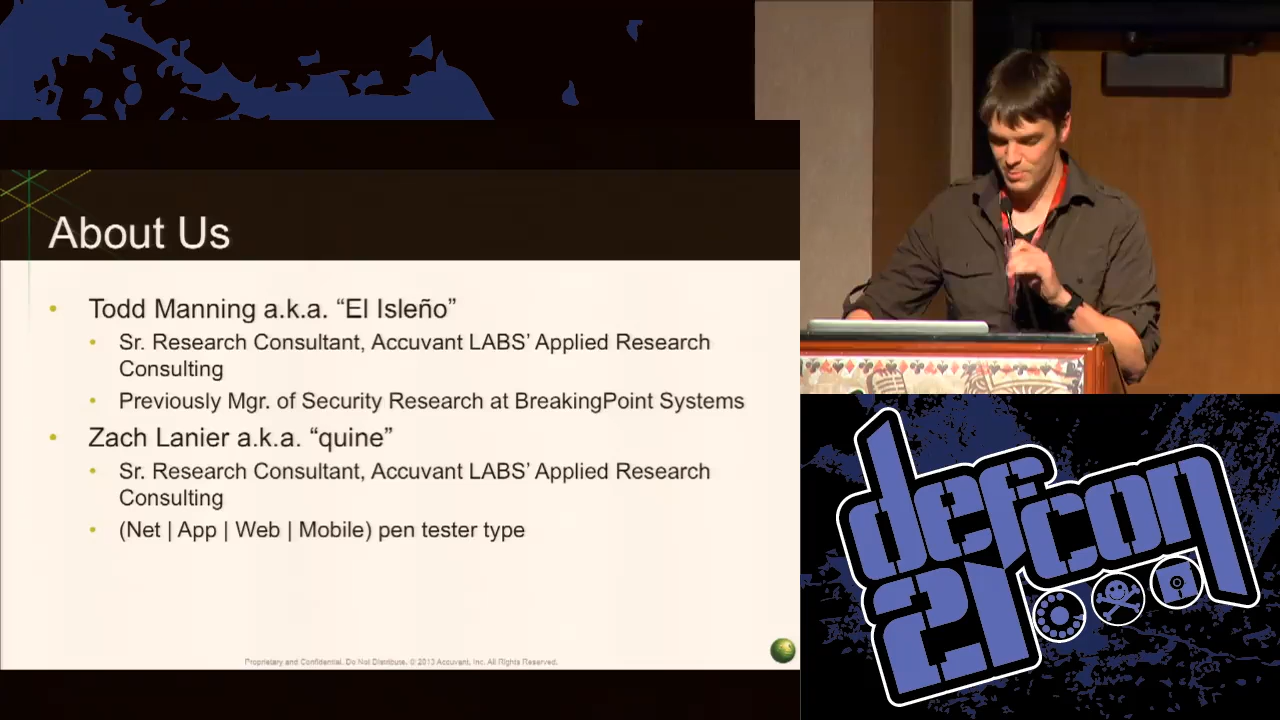 About Us
• Todd Manning a.k.a. “El Isleño”
• Sr. Research Consultant, Accuvant LABS’ Applied Research
Consulting
• Previously Mgr. of Security Research at BreakingPoint Systems
• Zach Lanier a.k.a. “quine”
• Sr. Research Consultant, Accuvant LABS’ Applied Research
Consulting
• (Net | App | Web | Mobile) pen tester type
Proprietary and Confidential. Do Not Distribute. © 2013 Accuvant, Inc. All Rights Reserved.
defcon
21